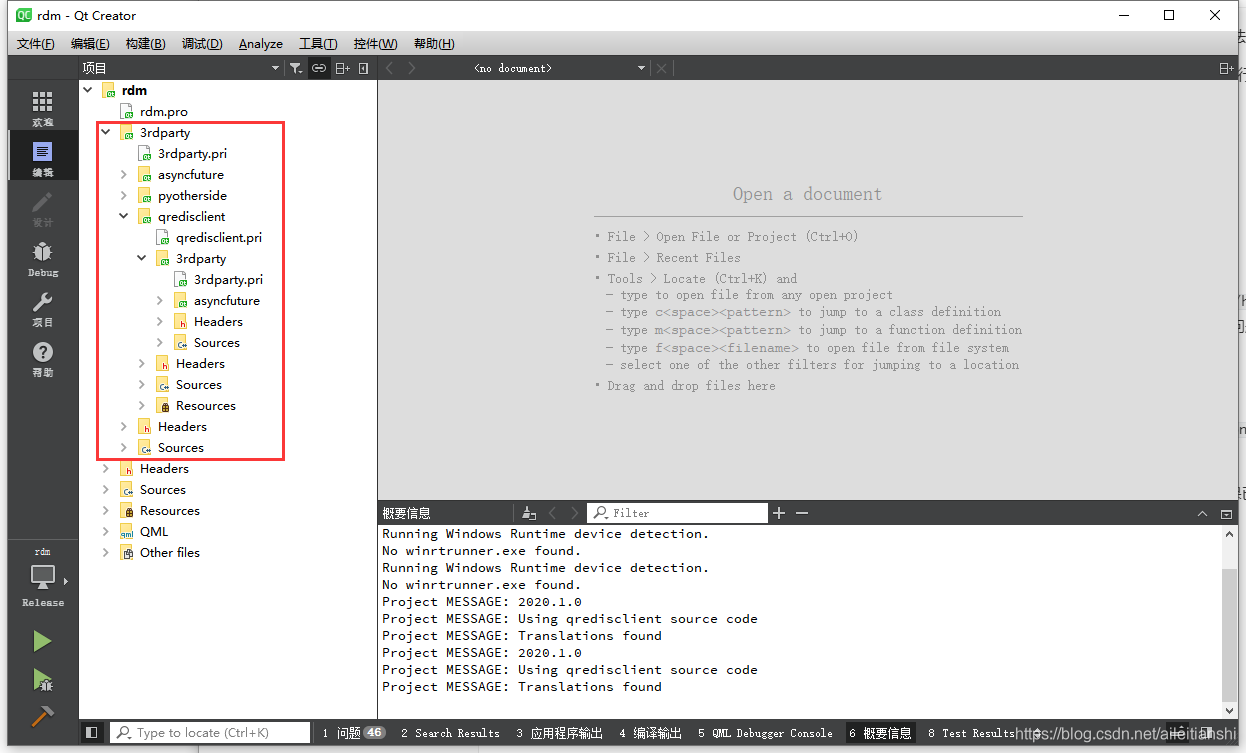 rdm - Qt Creator
文件(F) 编辑(E) 构建(B) 调试(D) Analyze 工具(T) 控件(W) 帮助(H)
项目
<no document>
欢迎
编辑
设计
Debug
项目
帮助
rdm
Release
rdm
rdm.pro
3rdparty
3rdparty.pri
asyncfuture
pyotherside
qredisclient
qredisclient.pri
3rdparty
3rdparty.pri
asyncfuture
Headers
Sources
Headers
Sources
Resources
Headers
Sources
Headers
Sources
Resources
QML
Other files
Open a document
• File > Open File or Project (Ctrl+O)
• File > Recent Files
• Tools > Locate (Ctrl+K) and
- type to open file from any open project
- type c<space><pattern> to jump to a class definition
- type m<space><pattern> to jump to a function definition
- type f<space><filename> to open file from file system
- select one of the other filters for jumping to a location
• Drag and drop files here
概要信息 Filter
Running Windows Runtime device detection.
No winrtrunner.exe found.
Running Windows Runtime device detection.
No winrtrunner.exe found.
Project MESSAGE: 2020.1.0
Project MESSAGE: Using qredisclient source code
Project MESSAGE: Translations found
Project MESSAGE: 2020.1.0
Project MESSAGE: Using qredisclient source code
Project MESSAGE: Translations found
Type to locate (Ctrl+K) 1 问题 46 2 Search Results 3 应用程序输出 4 编译输出 5 QML Debugger Console 6 概要信息 8 Test Results